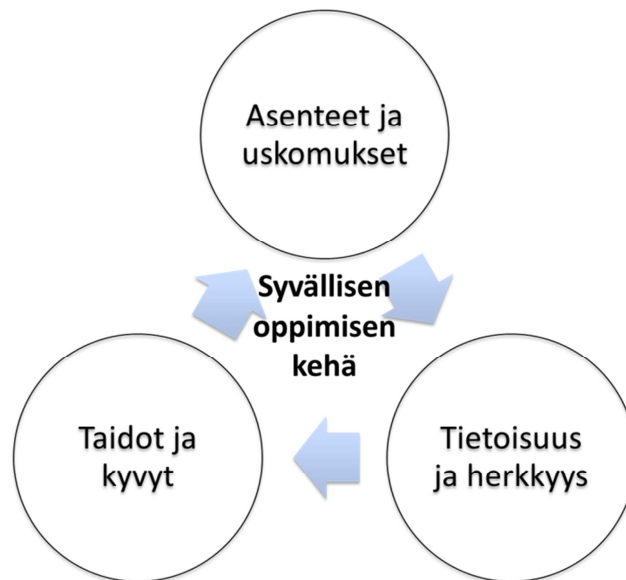 Asenteet ja
uskomukset
Syvällisen
oppimisen
kehä
Taidot ja
kyvyt
Tietoisuus
ja herkkyys